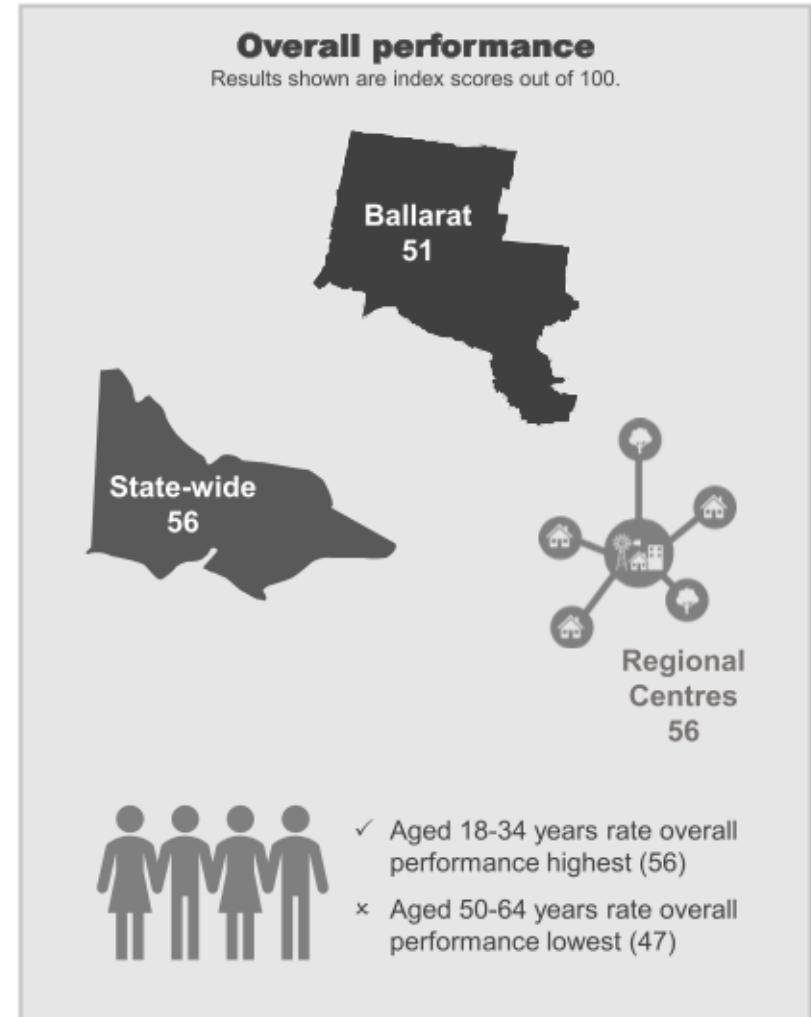 Overall performance
Results shown are index scores out of 100.
Ballarat
51
State-wide
56
Regional
Centres
56
✓ Aged 18-34 years rate overall
performance highest (56)
× Aged 50-64 years rate overall
performance lowest (47)